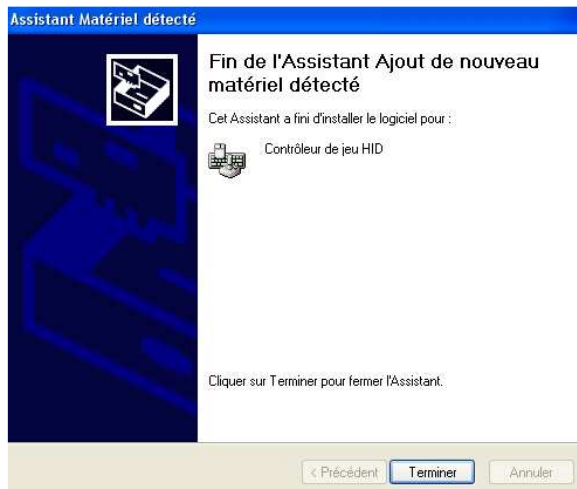 Assistant Matériel détecté
Fin de l'Assistant Ajout de nouveau
matériel détecté
Cet Assistant a fini d'installer le logiciel pour :
Contrôleur de jeu HID
Cliquer sur Terminer pour fermer l'Assistant.
< Précédent Terminer Annuler